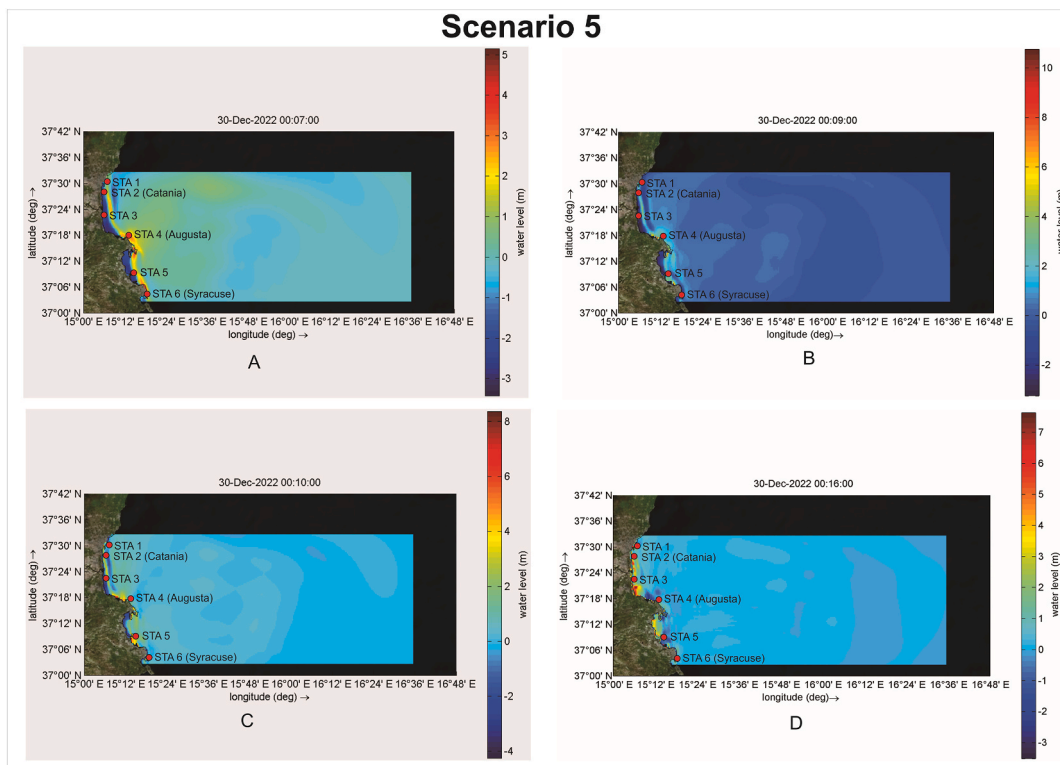 Scenario 5
30-Dec-2022 00:07:00
37°42' N
37°36' N
37°30' N
37°24' N
37°18' N
37°12' N
37°06' N
37°00' N
latitude (deg) →
STA 1
STA 2 (Catania)
STA 3
STA 4 (Augusta)
STA 5
STA 6 (Syracuse)
15°00' E 15°12' E 15°24' E 15°36' E 15°48' E 16°00' E 16°12' E 16°24' E 16°36' E 16°48' E
longitude (deg) →
5
4
3
2
1
0
-1
-2
-3
water level (m)
A
30-Dec-2022 00:09:00
37°42' N
37°36' N
37°30' N
37°24' N
37°18' N
37°12' N
37°06' N
37°00' N
latitude (deg) →
STA 1
STA 2 (Catania)
STA 3
STA 4 (Augusta)
STA 5
STA 6 (Syracuse)
15°00' E 15°12' E 15°24' E 15°36' E 15°48' E 16°00' E 16°12' E 16°24' E 16°36' E 16°48' E
longitude (deg)→
10
8
6
4
2
0
-2
water level (m)
B
30-Dec-2022 00:10:00
37°42' N
37°36' N
37°30' N
37°24' N
37°18' N
37°12' N
37°06' N
37°00' N
latitude (deg) →
STA 1
STA 2 (Catania)
STA 3
STA 4 (Augusta)
STA 5
STA 6 (Syracuse)
15°00' E 15°12' E 15°24' E 15°36' E 15°48' E 16°00' E 16°12' E 16°24' E 16°36' E 16°48' E
longitude (deg) →
8
6
4
2
0
-2
-4
water level (m)
C
30-Dec-2022 00:16:00
37°42' N
37°36' N
37°30' N
37°24' N
37°18' N
37°12' N
37°06' N
37°00' N
latitude (deg) →
STA 1
STA 2 (Catania)
STA 3
STA 4 (Augusta)
STA 5
STA 6 (Syracuse)
15°00' E 15°12' E 15°24' E 15°36' E 15°48' E 16°00' E 16°12' E 16°24' E 16°36' E 16°48' E
longitude (deg)→
7
6
5
4
3
2
1
0
-1
-2
-3
water level (m)
D